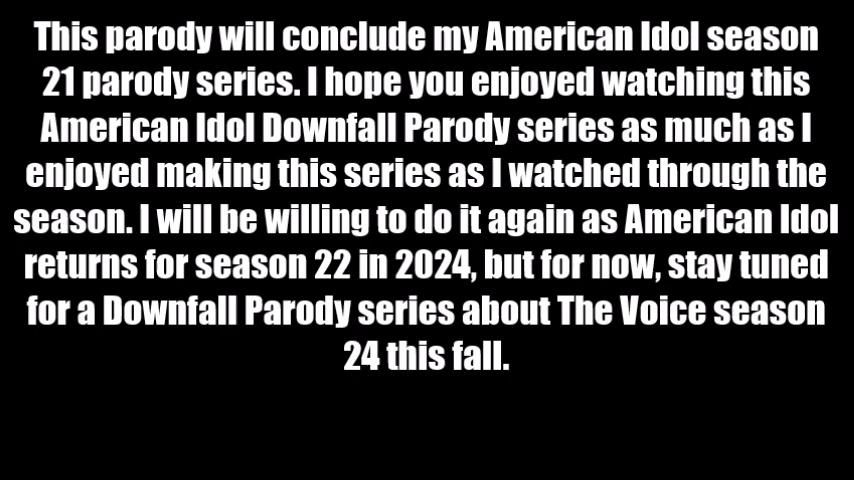 This parody will conclude my American Idol season
21 parody series. I hope you enjoyed watching this
American Idol Downfall Parody series as much as I
enjoyed making this series as I watched through the
season. I will be willing to do it again as American Idol
returns for season 22 in 2024, but for now, stay tuned
for a Downfall Parody series about The Voice season
24 this fall.